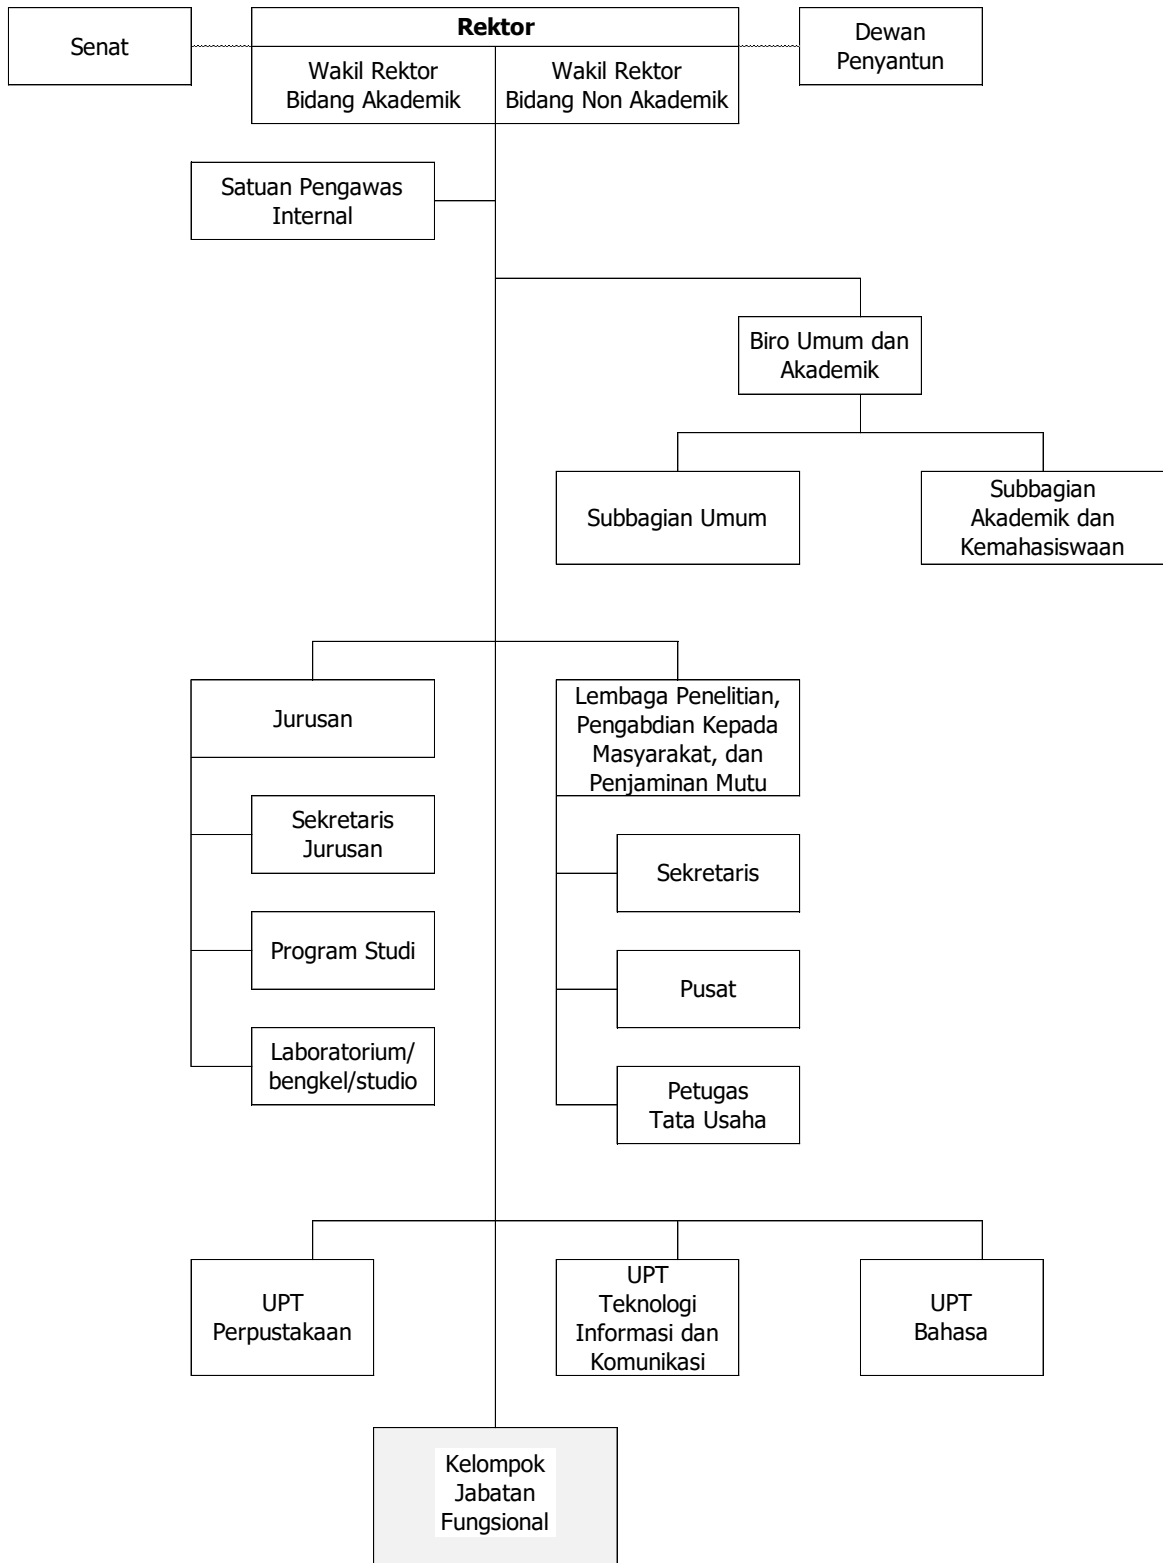 Senat
Rektor
Wakil Rektor
Bidang Akademik
Wakil Rektor
Bidang Non Akademik
Dewan
Penyantun
Satuan Pengawas
Internal
Biro Umum dan
Akademik
Subbagian Umum
Subbagian
Akademik dan
Kemahasiswaan
Jurusan
Sekretaris
Jurusan
Program Studi
Laboratorium/
bengkel/studio
Lembaga Penelitian,
Pengabdian Kepada
Masyarakat, dan
Penjaminan Mutu
Sekretaris
Pusat
Petugas
Tata Usaha
UPT
Perpustakaan
UPT
Teknologi
Informasi dan
Komunikasi
UPT
Bahasa
Kelompok
Jabatan
Fungsional